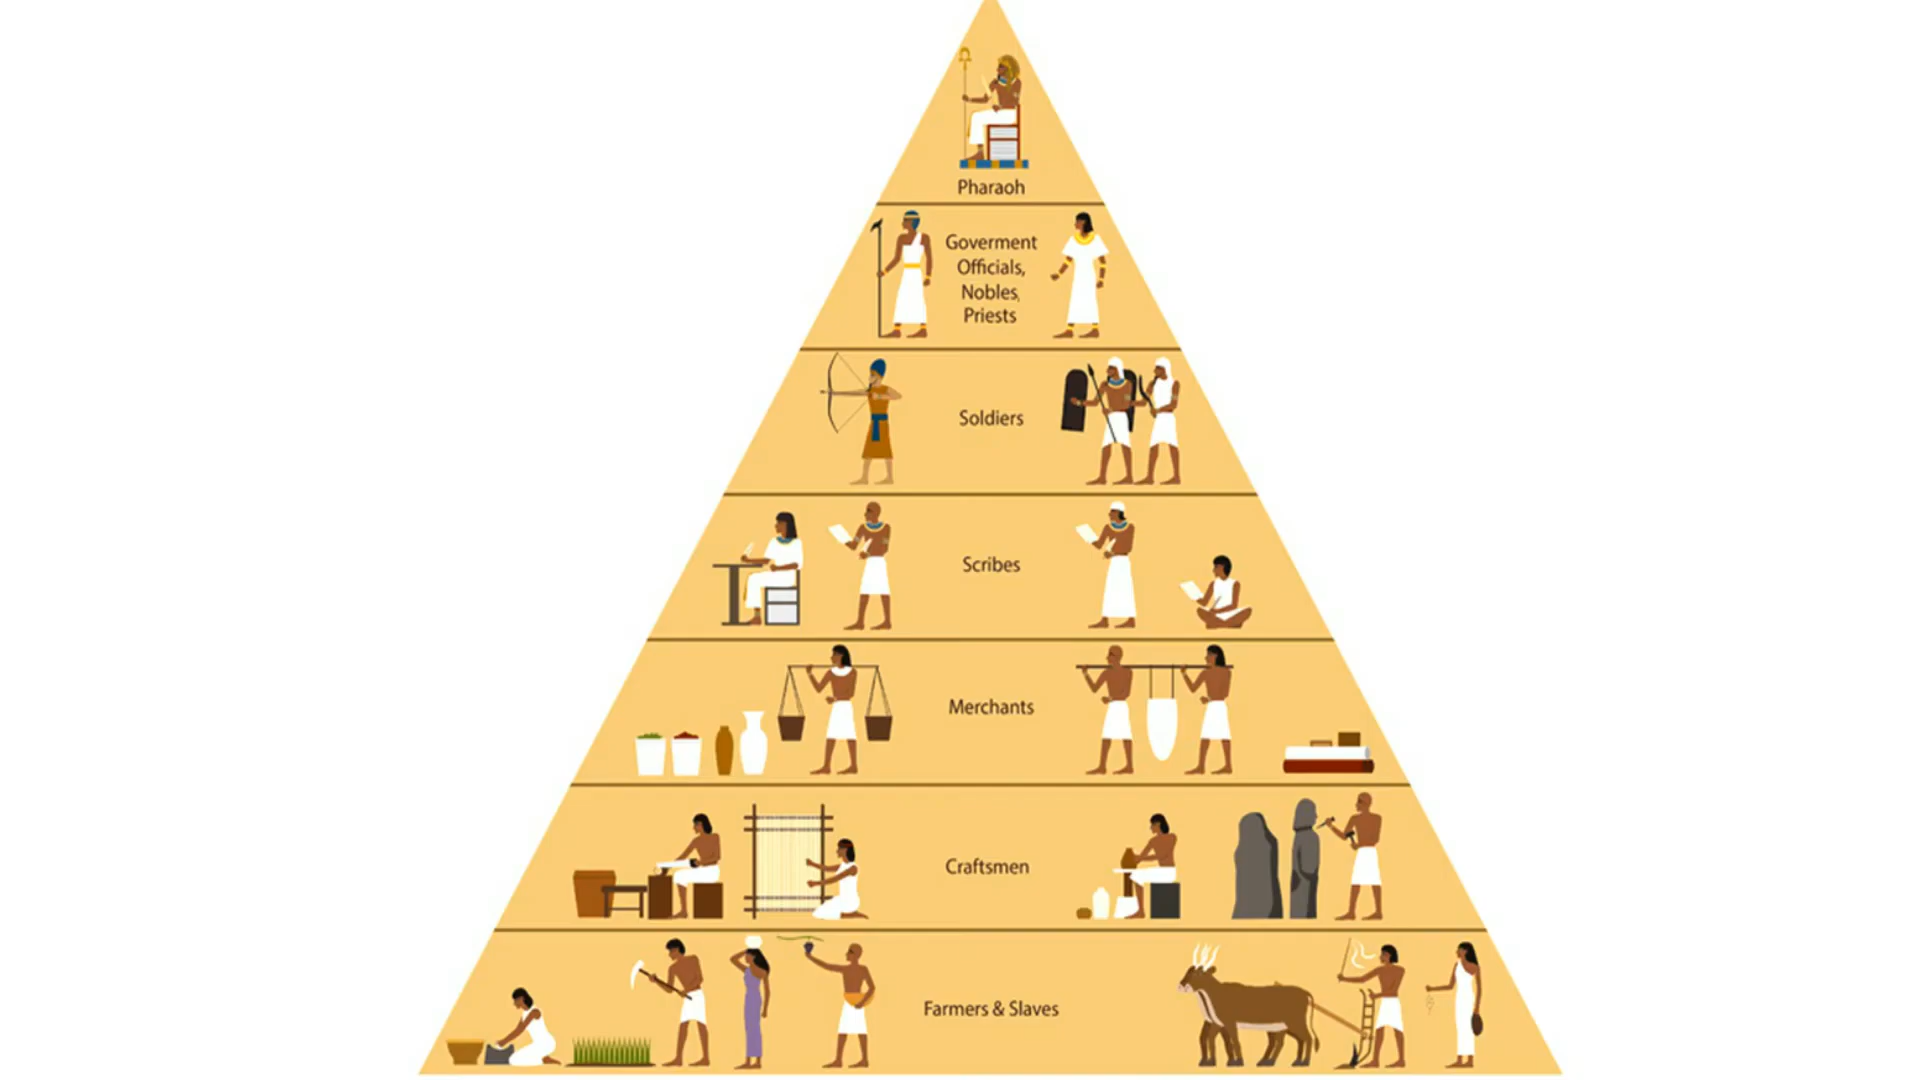 Pharaoh
Goverment
Officials,
Nobles,
Priests
Soldiers
Scribes
Merchants
Craftsmen
Farmers & Slaves